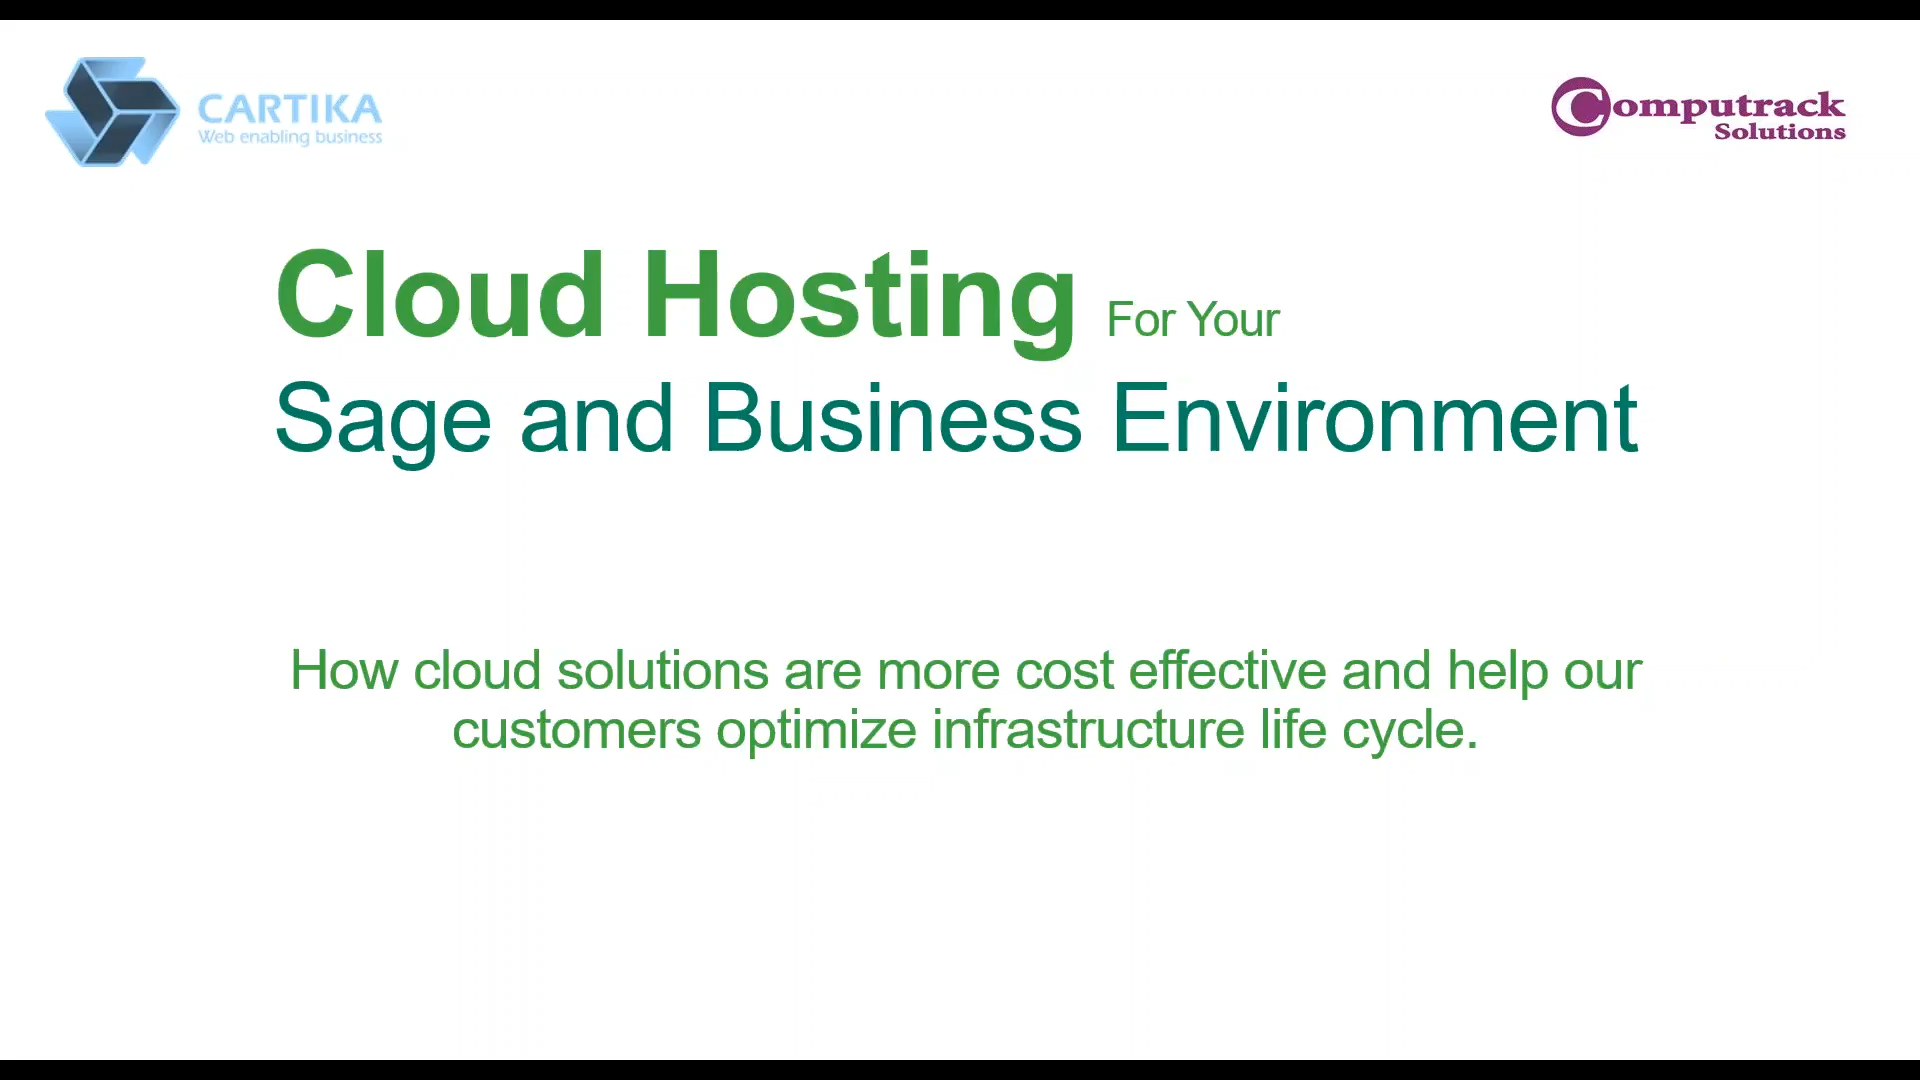 CARTIKA
Web enabling business
Computrack
Solutions
Cloud Hosting For Your
Sage and Business Environment
How cloud solutions are more cost effective and help our
customers optimize infrastructure life cycle.